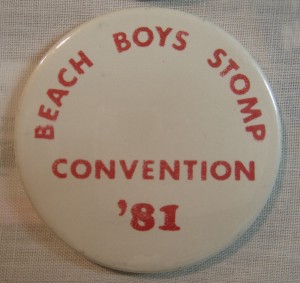 BEACH BOYS STOMP
CONVENTION
'81